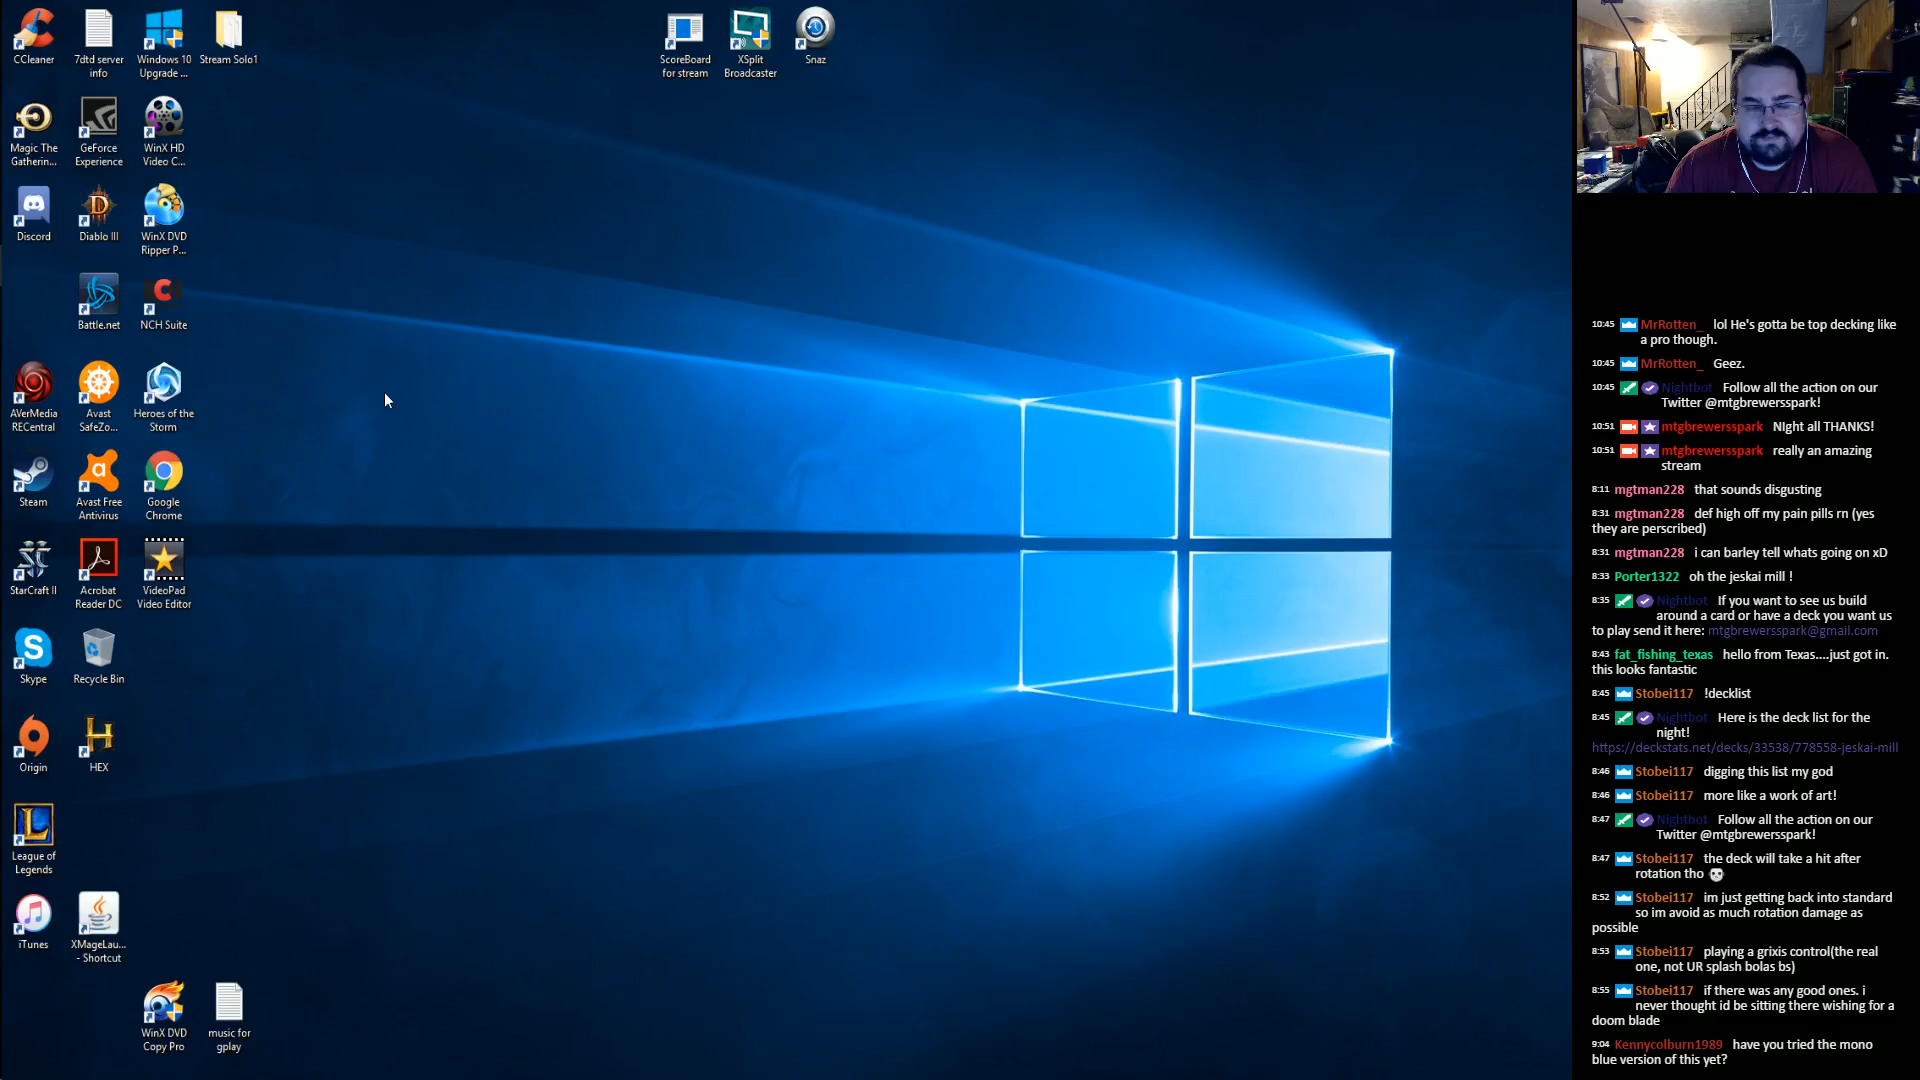 CCleaner
7dtd server
info
Windows 10
Upgrade ...
Stream Solo1
ScoreBoard
for stream
XSplit
Broadcaster
Snaz
Magic The
Gatherin...
GeForce
Experience
WinX HD
Video C...
Discord
Diablo III
WinX DVD
Ripper P...
Battle.net
NCH Suite
AVerMedia
RECentral
Avast
SafeZo...
Heroes of the
Storm
Steam
Avast Free
Antivirus
Google
Chrome
StarCraft II
Acrobat
Reader DC
VideoPad
Video Editor
Skype
Recycle Bin
Origin
HEX
League of
Legends
iTunes
XMageLau...
- Shortcut
WinX DVD
Copy Pro
music for
gplay
10:45 MrRotten_ lol He's gotta be top decking like
a pro though.
10:45 MrRotten_ Geez.
10:45 Nightbot Follow all the action on our
Twitter @mtgbrewersspark!
10:51 mtgbrewersspark NIght all THANKS!
10:51 mtgbrewersspark really an amazing
stream
8:11 mgtman228 that sounds disgusting
8:31 mgtman228 def high off my pain pills rn (yes
they are perscribed)
8:31 mgtman228 i can barley tell whats going on xD
8:33 Porter1322 oh the jeskai mill !
8:35 Nightbot If you want to see us build
around a card or have a deck you want us
to play send it here: mtgbrewersspark@gmail.com
8:43 fat_fishing_texas hello from Texas....just got in.
this looks fantastic
8:45 Stobei117 !decklist
8:45 Nightbot Here is the deck list for the
night!
https://deckstats.net/decks/33538/778558-jeskai-mill
8:46 Stobei117 digging this list my god
8:46 Stobei117 more like a work of art!
8:47 Nightbot Follow all the action on our
Twitter @mtgbrewersspark!
8:47 Stobei117 the deck will take a hit after
rotation tho
8:52 Stobei117 im just getting back into standard
so im avoid as much rotation damage as
possible
8:53 Stobei117 playing a grixis control(the real
one, not UR splash bolas bs)
8:55 Stobei117 if there was any good ones. i
never thought id be sitting there wishing for a
doom blade
9:04 Kennycolburn1989 have you tried the mono
blue version of this yet?